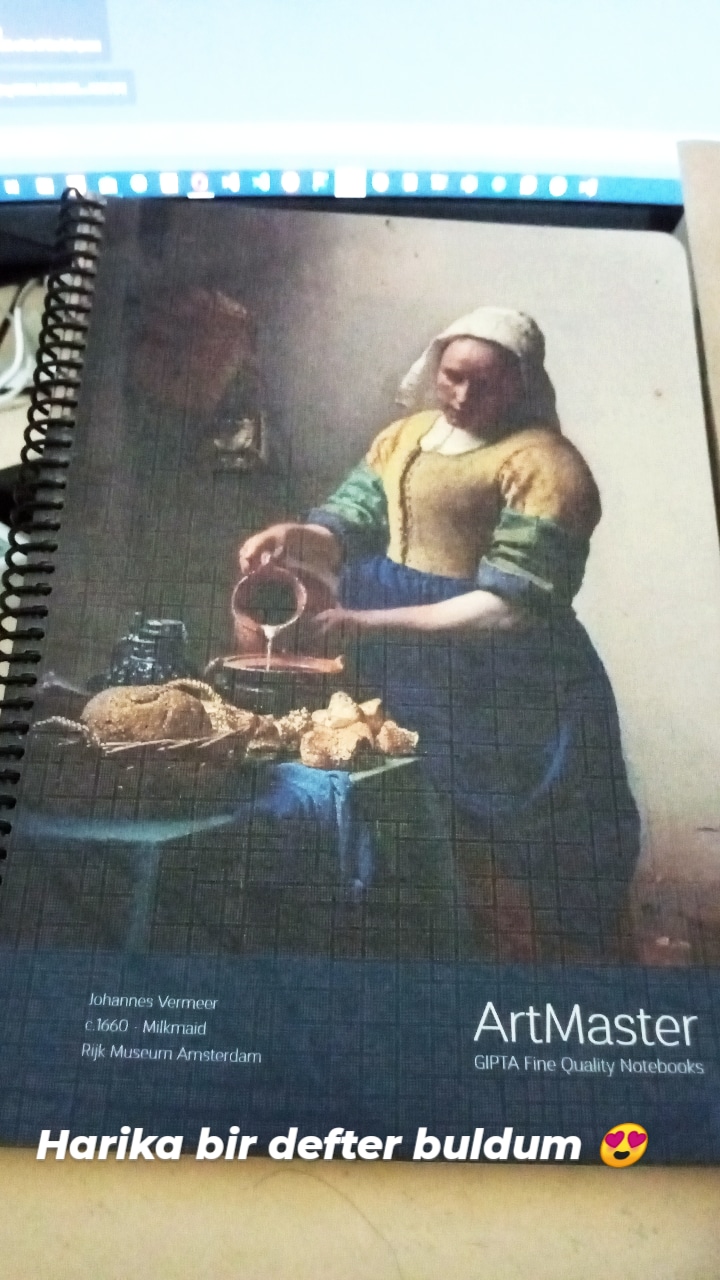 Johannes Vermeer
c.1660 - Milkmaid
Rijk Museum Amsterdam
ArtMaster
GIPTA Fine Quality Notebooks
Harika bir defter buldum 😍